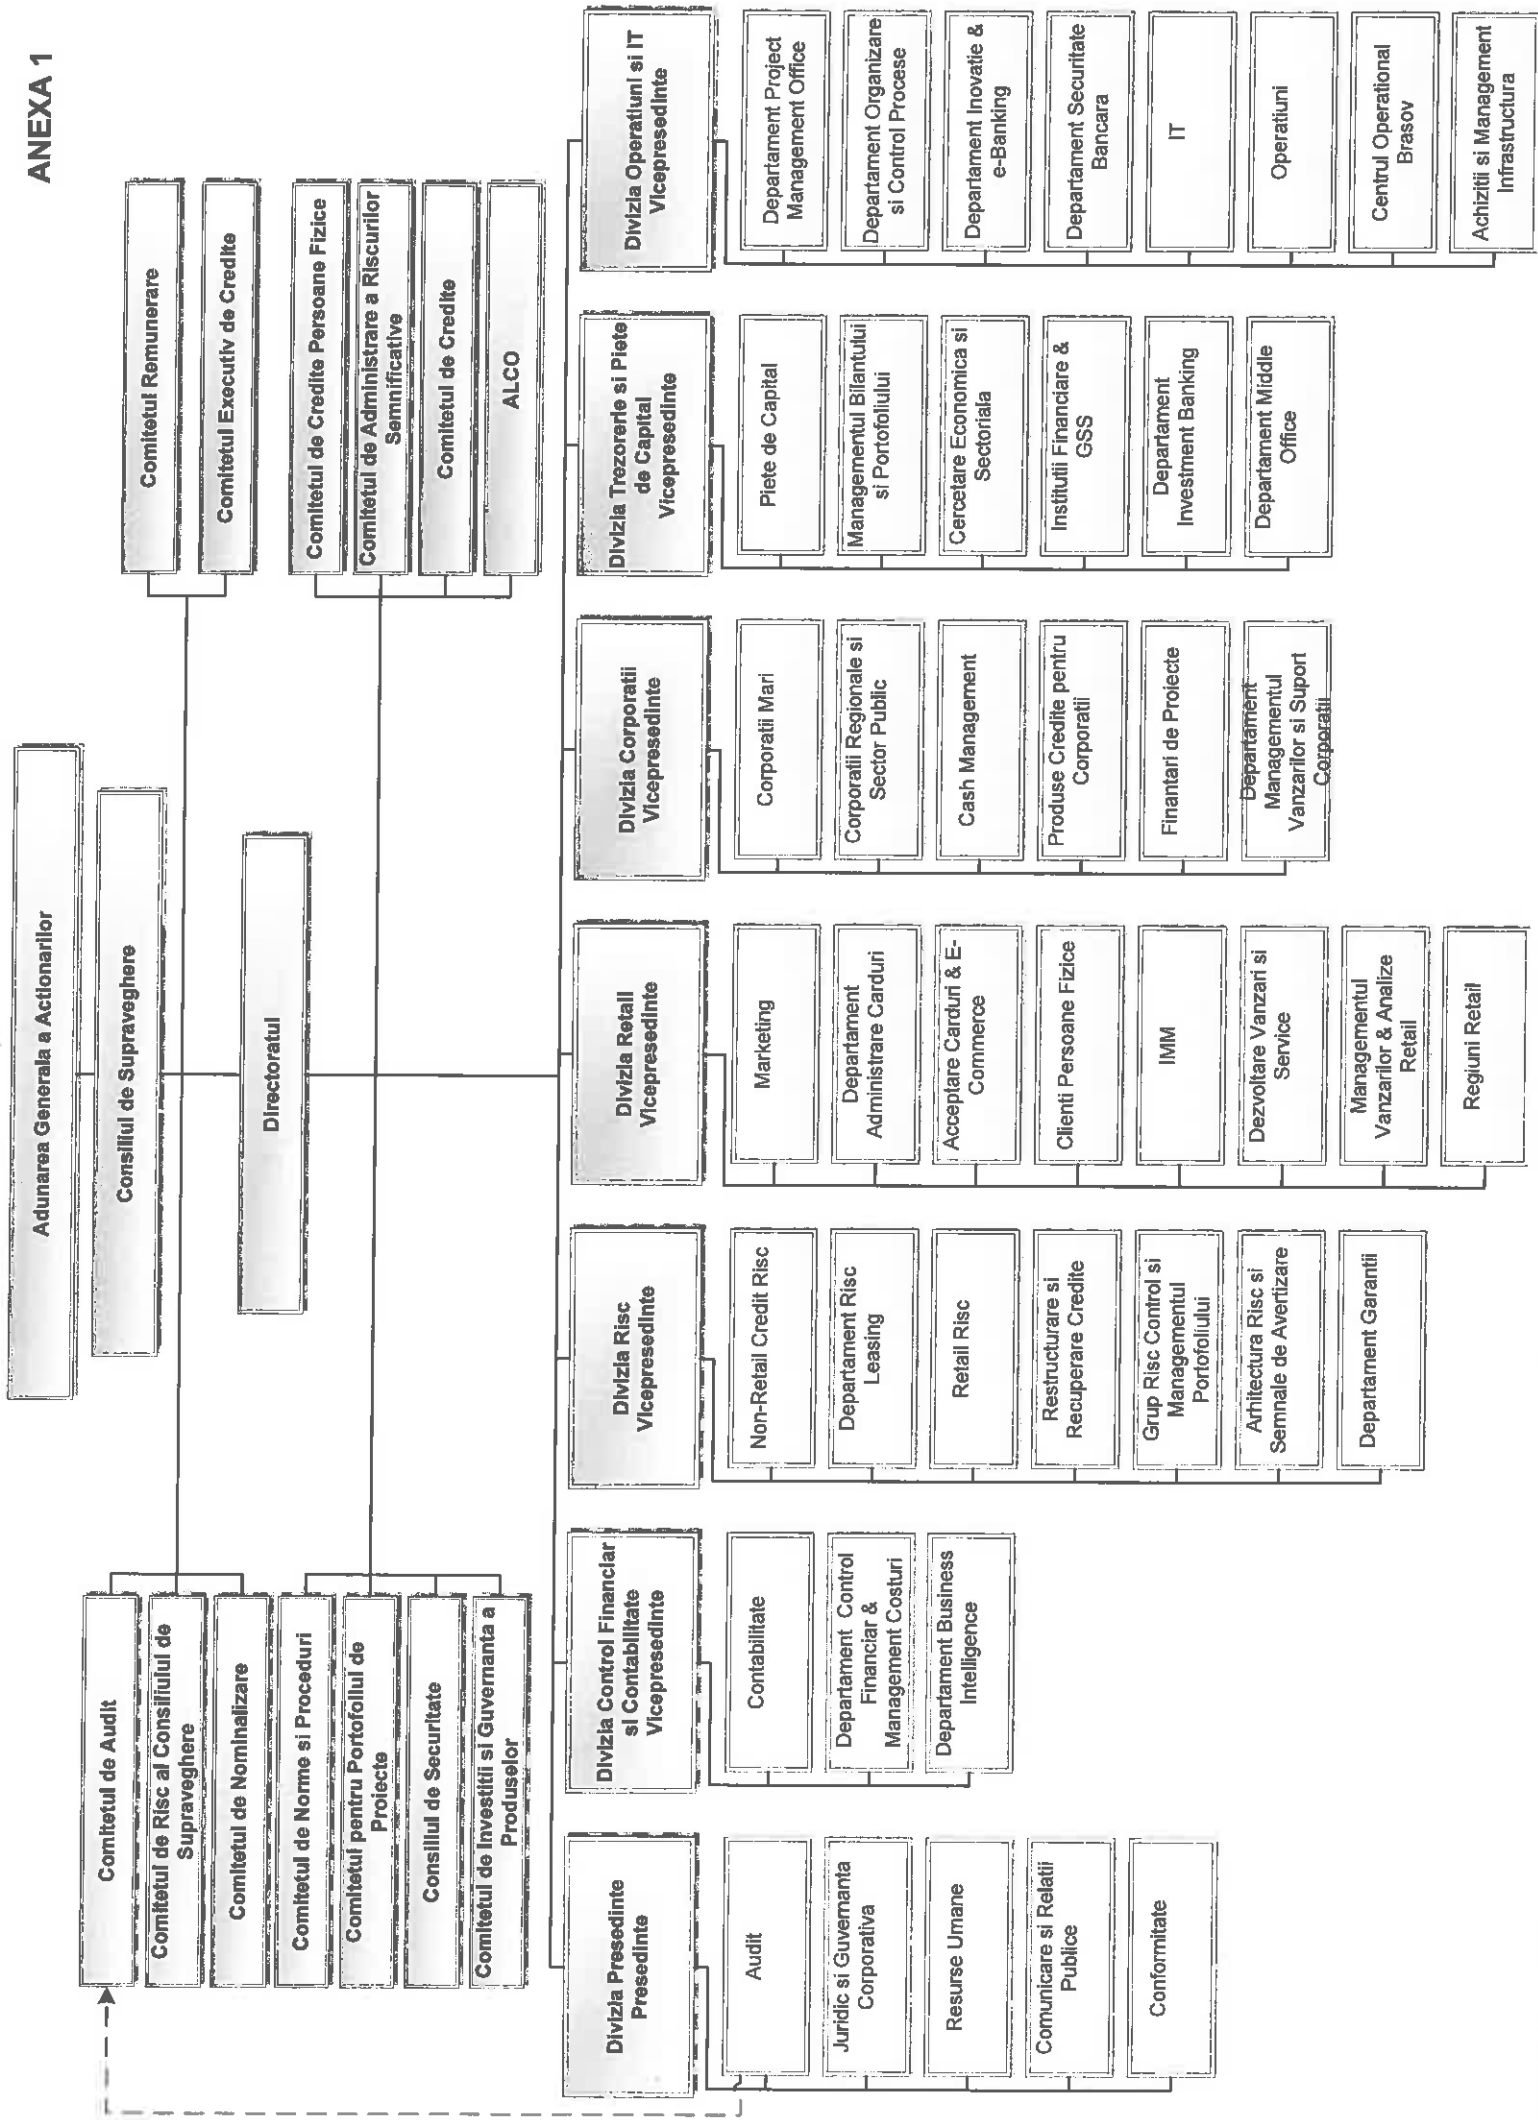 ANEXA 1
Adunarea Generala a Actionarilor
Consiliul de Supraveghere
Directoratul
Comitetul de Audit
Comitetul de Risc al Consiliului de
Supraveghere
Comitetul de Nominalizare
Comitetul de Norme si Proceduri
Comitetul pentru Portofoliul de
Proiecte
Consiliul de Securitate
Comitetul de Investitii si Guvernanta a
Produselor
Comitetul Remunerare
Comitetul Executiv de Credite
Comitetul de Credite Persoane Fizice
Comitetul de Administrare a Riscurilor
Semnificative
Comitetul de Credite
ALCO
Divizia Presedinte
Presedinte
Audit
Juridic si Guvernanta
Corporativa
Resurse Umane
Comunicare si Relatii
Publice
Conformitate
Divizia Control Financiar
si Contabilitate
Vicepresedinte
Contabilitate
Departament Control
Financiar &
Management Costuri
Departament Business
Intelligence
Divizia Risc
Vicepresedinte
Non-Retail Credit Risc
Departament Risc
Leasing
Retail Risc
Restructurare si
Recuperare Credite
Grup Risc Control si
Managementul
Portofoliului
Arhitectura Risc si
Semnale de Avertizare
Departament Garantii
Divizia Retail
Vicepresedinte
Marketing
Departament
Administrare Carduri
Acceptare Carduri & E-
Commerce
Clienti Persoane Fizice
IMM
Dezvoltare Vanzari si
Service
Managementul
Vanzarilor & Analize
Retail
Regiuni Retail
Divizia Corporatii
Vicepresedinte
Corporatii Mari
Corporatii Regionale si
Sector Public
Cash Management
Produse Credite pentru
Corporatii
Finantari de Proiecte
Departament
Managementul
Vanzarilor si Suport
Corporatii
Divizia Trezorerie si Piete
de Capital
Vicepresedinte
Piete de Capital
Managementul Bilantului
si Portofoliului
Cercetare Economica si
Sectoriala
Institutii Financiare &
GSS
Departament
Investment Banking
Departament Middle
Office
Divizia Operatiuni si IT
Vicepresedinte
Departament Project
Management Office
Departament Organizare
si Control Procese
Departament Inovatie &
e-Banking
Departament Securitate
Bancara
IT
Operatiuni
Centrul Operational
Brasov
Achizitii si Management
Infrastructura